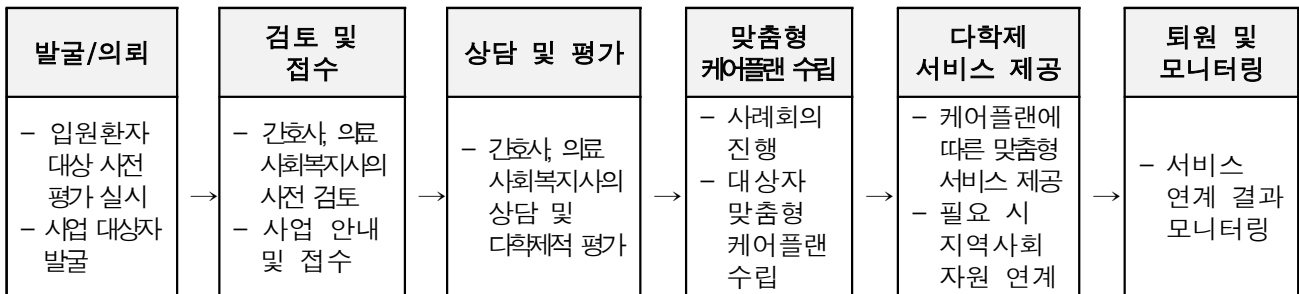 발굴/의뢰
– 입원환자
대상 사전
평가 실시
– 사업 대상자
발굴
→
검토 및
접수
– 간호사, 의료
사회복지사의
사전 검토
– 사업 안내
및 접수
→
상담 및 평가
– 간호사, 의료
사회복지사의
상담 및
다학제적 평가
→
맞춤형
케어플랜 수립
– 사례회의
진행
– 대상자
맞춤형
케어플랜
수립
→
다학제
서비스 제공
– 케어플랜에
따른 맞춤형
서비스 제공
– 필요 시
지역사회
자원 연계
→
퇴원 및
모니터링
– 서비스
연계 결과
모니터링